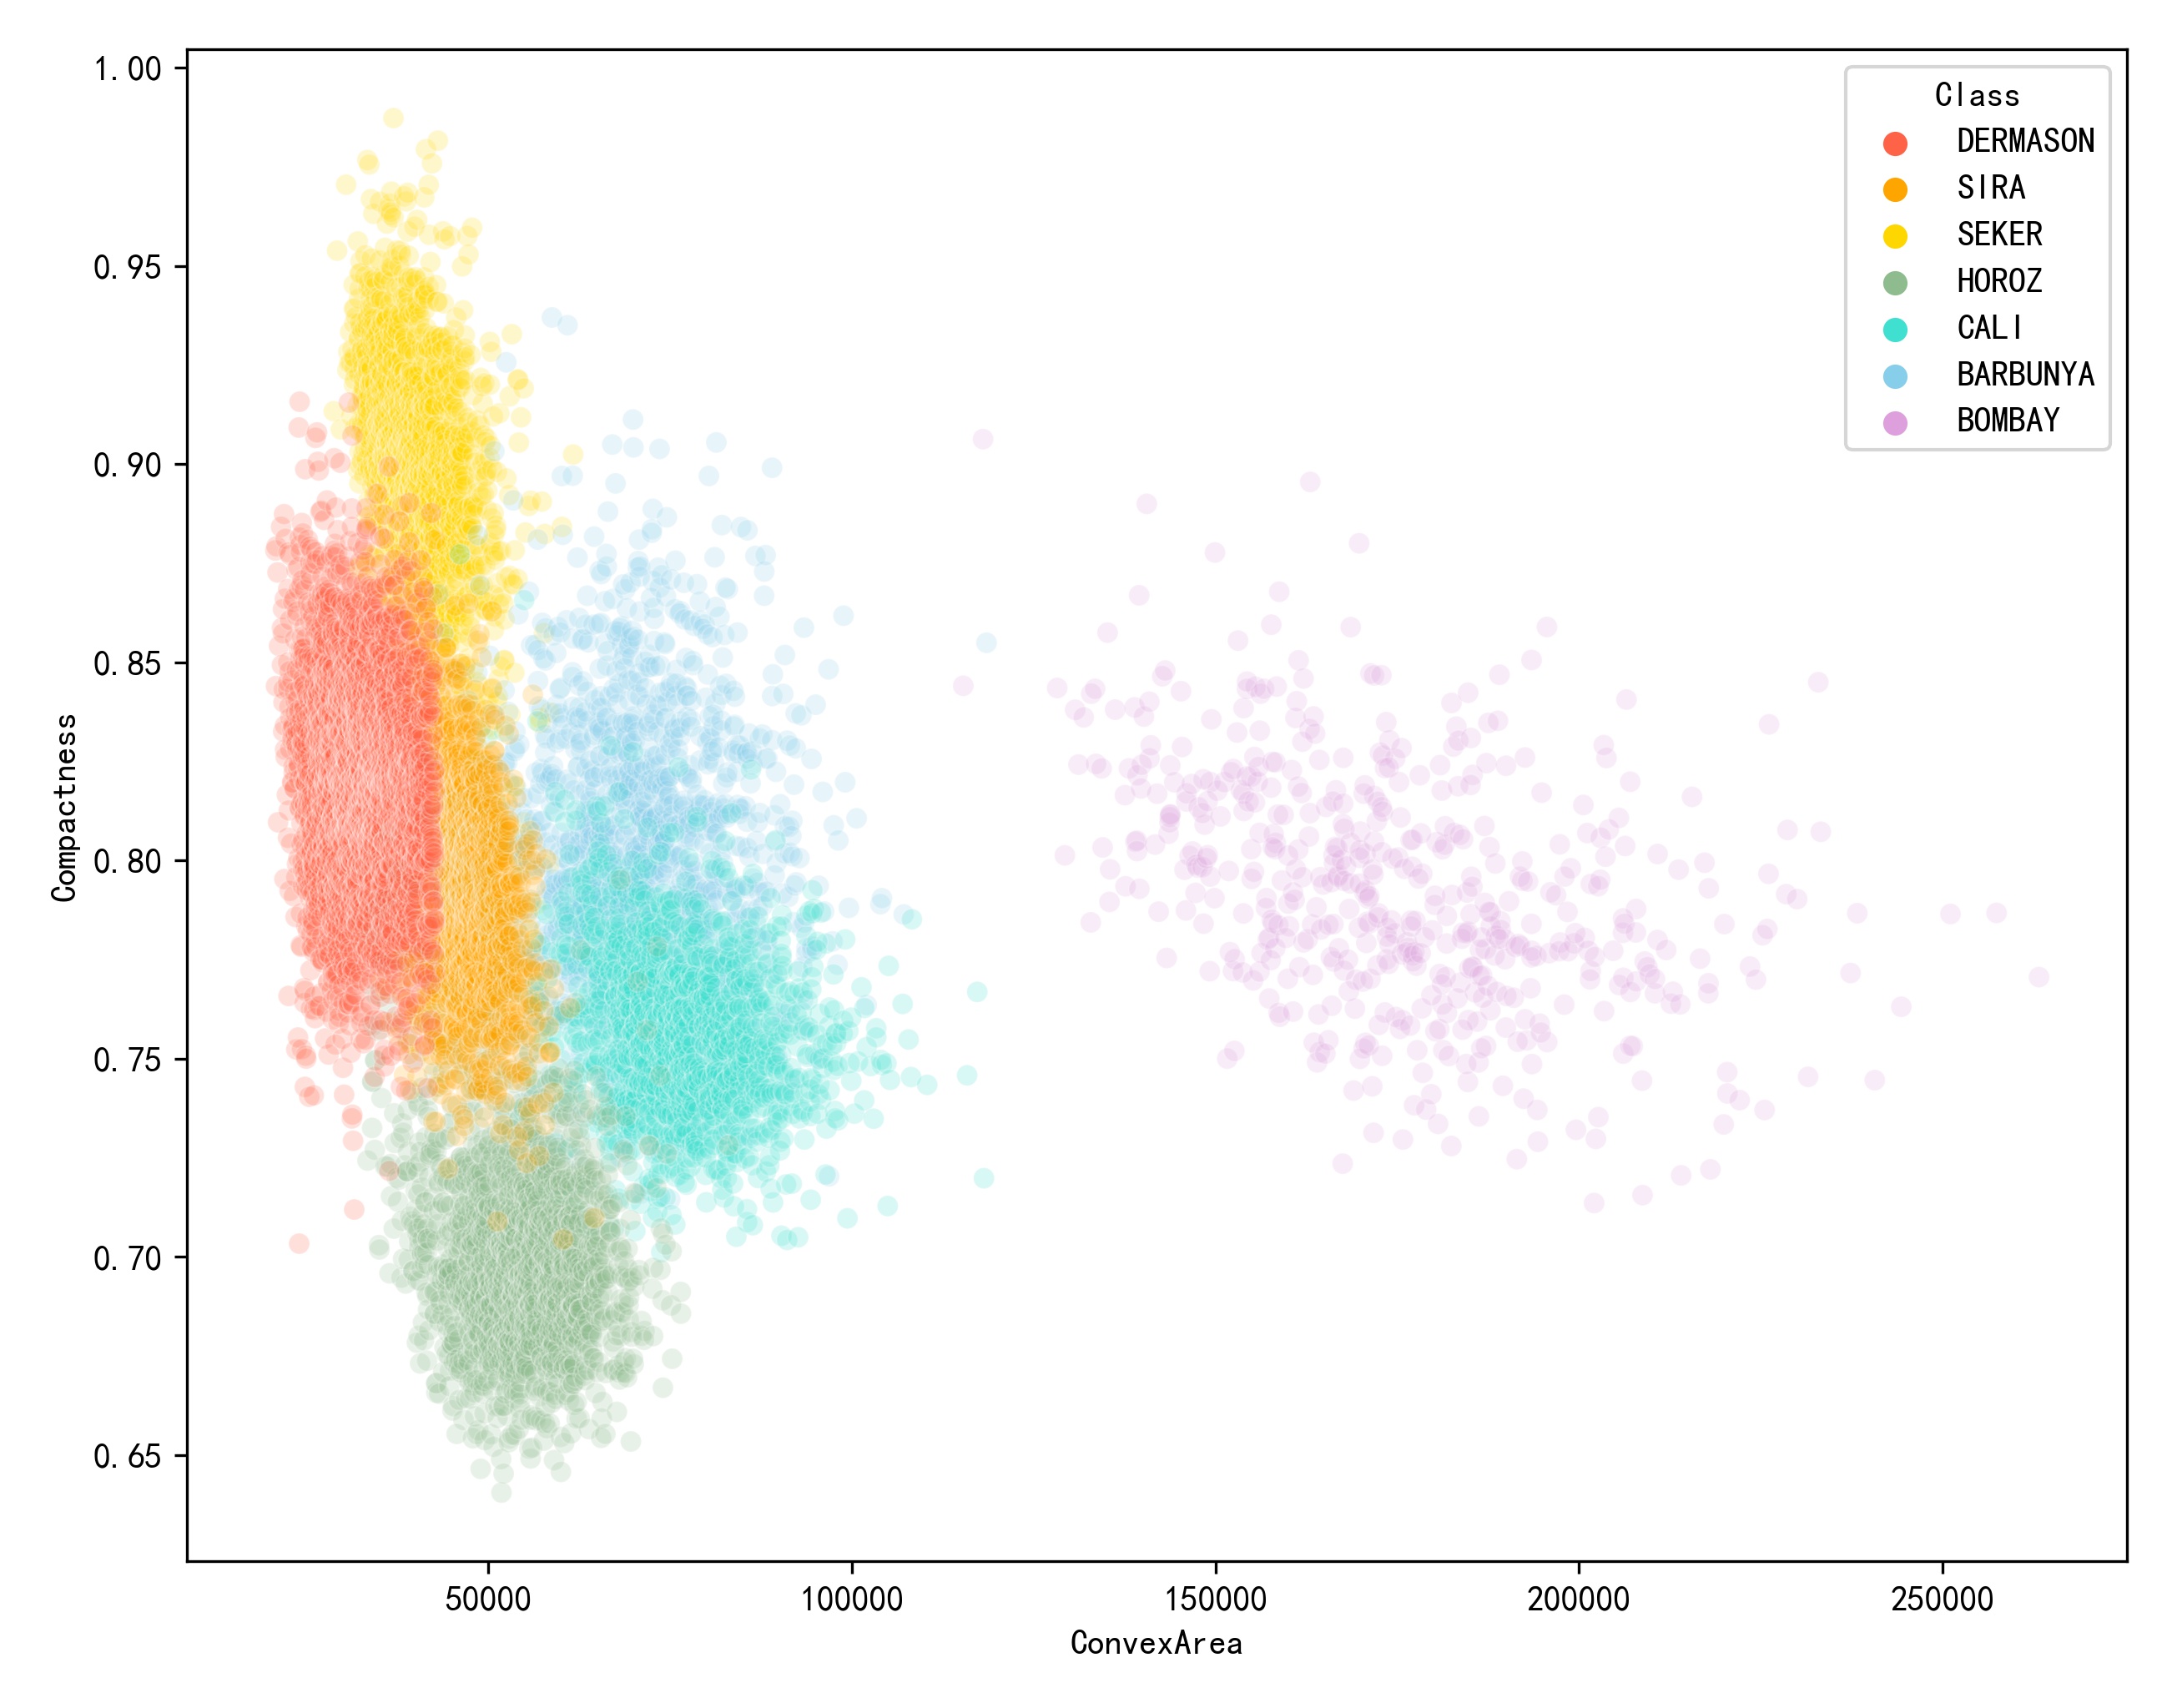 1.00
0.95
0.90
0.85
0.80
0.75
0.70
0.65
Compactness
50000 100000 150000 200000 250000
ConvexArea
Class
DERMASON
SIRA
SEKER
HOROZ
CALI
BARBUNYA
BOMBAY